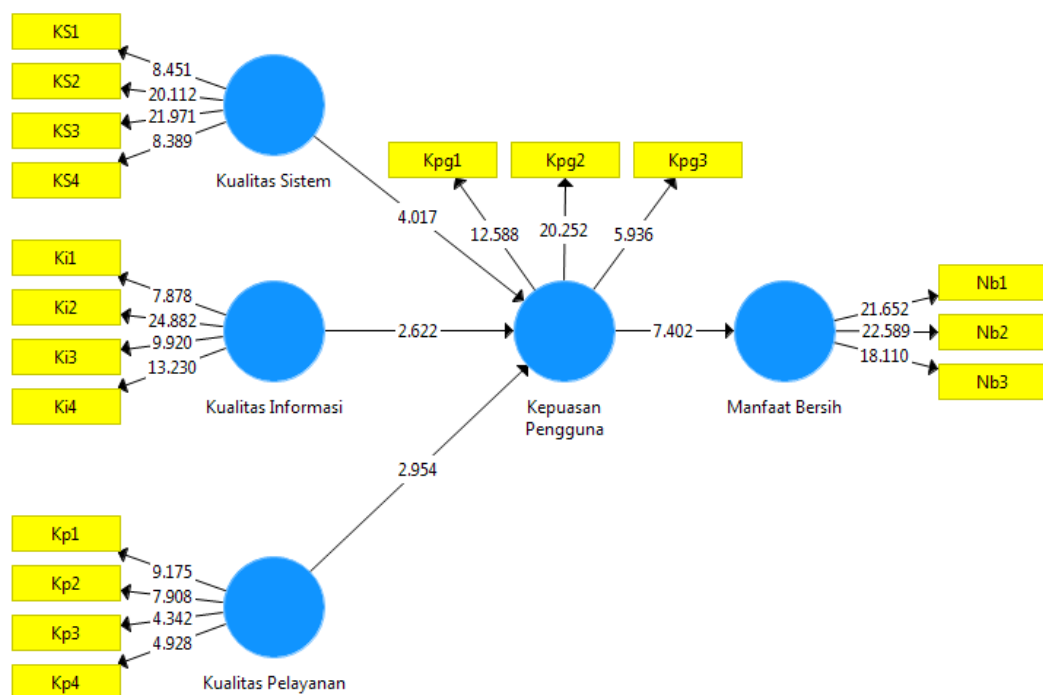 KS1
8.451
KS2
20.112
KS3
21.971
8.389
KS4
Kualitas Sistem
4.017
Kpg1
Kpg2
Kpg3
12.588
20.252
5.936
Ki1
7.878
Ki2
24.882
Ki3
9.920
13.230
Ki4
Kualitas Informasi
2.622
Kepuasan
Pengguna
7.402
Manfaat Bersih
Nb1
21.652
22.589
Nb2
18.110
Nb3
2.954
Kp1
9.175
Kp2
7.908
Kp3
4.342
4.928
Kp4
Kualitas Pelayanan